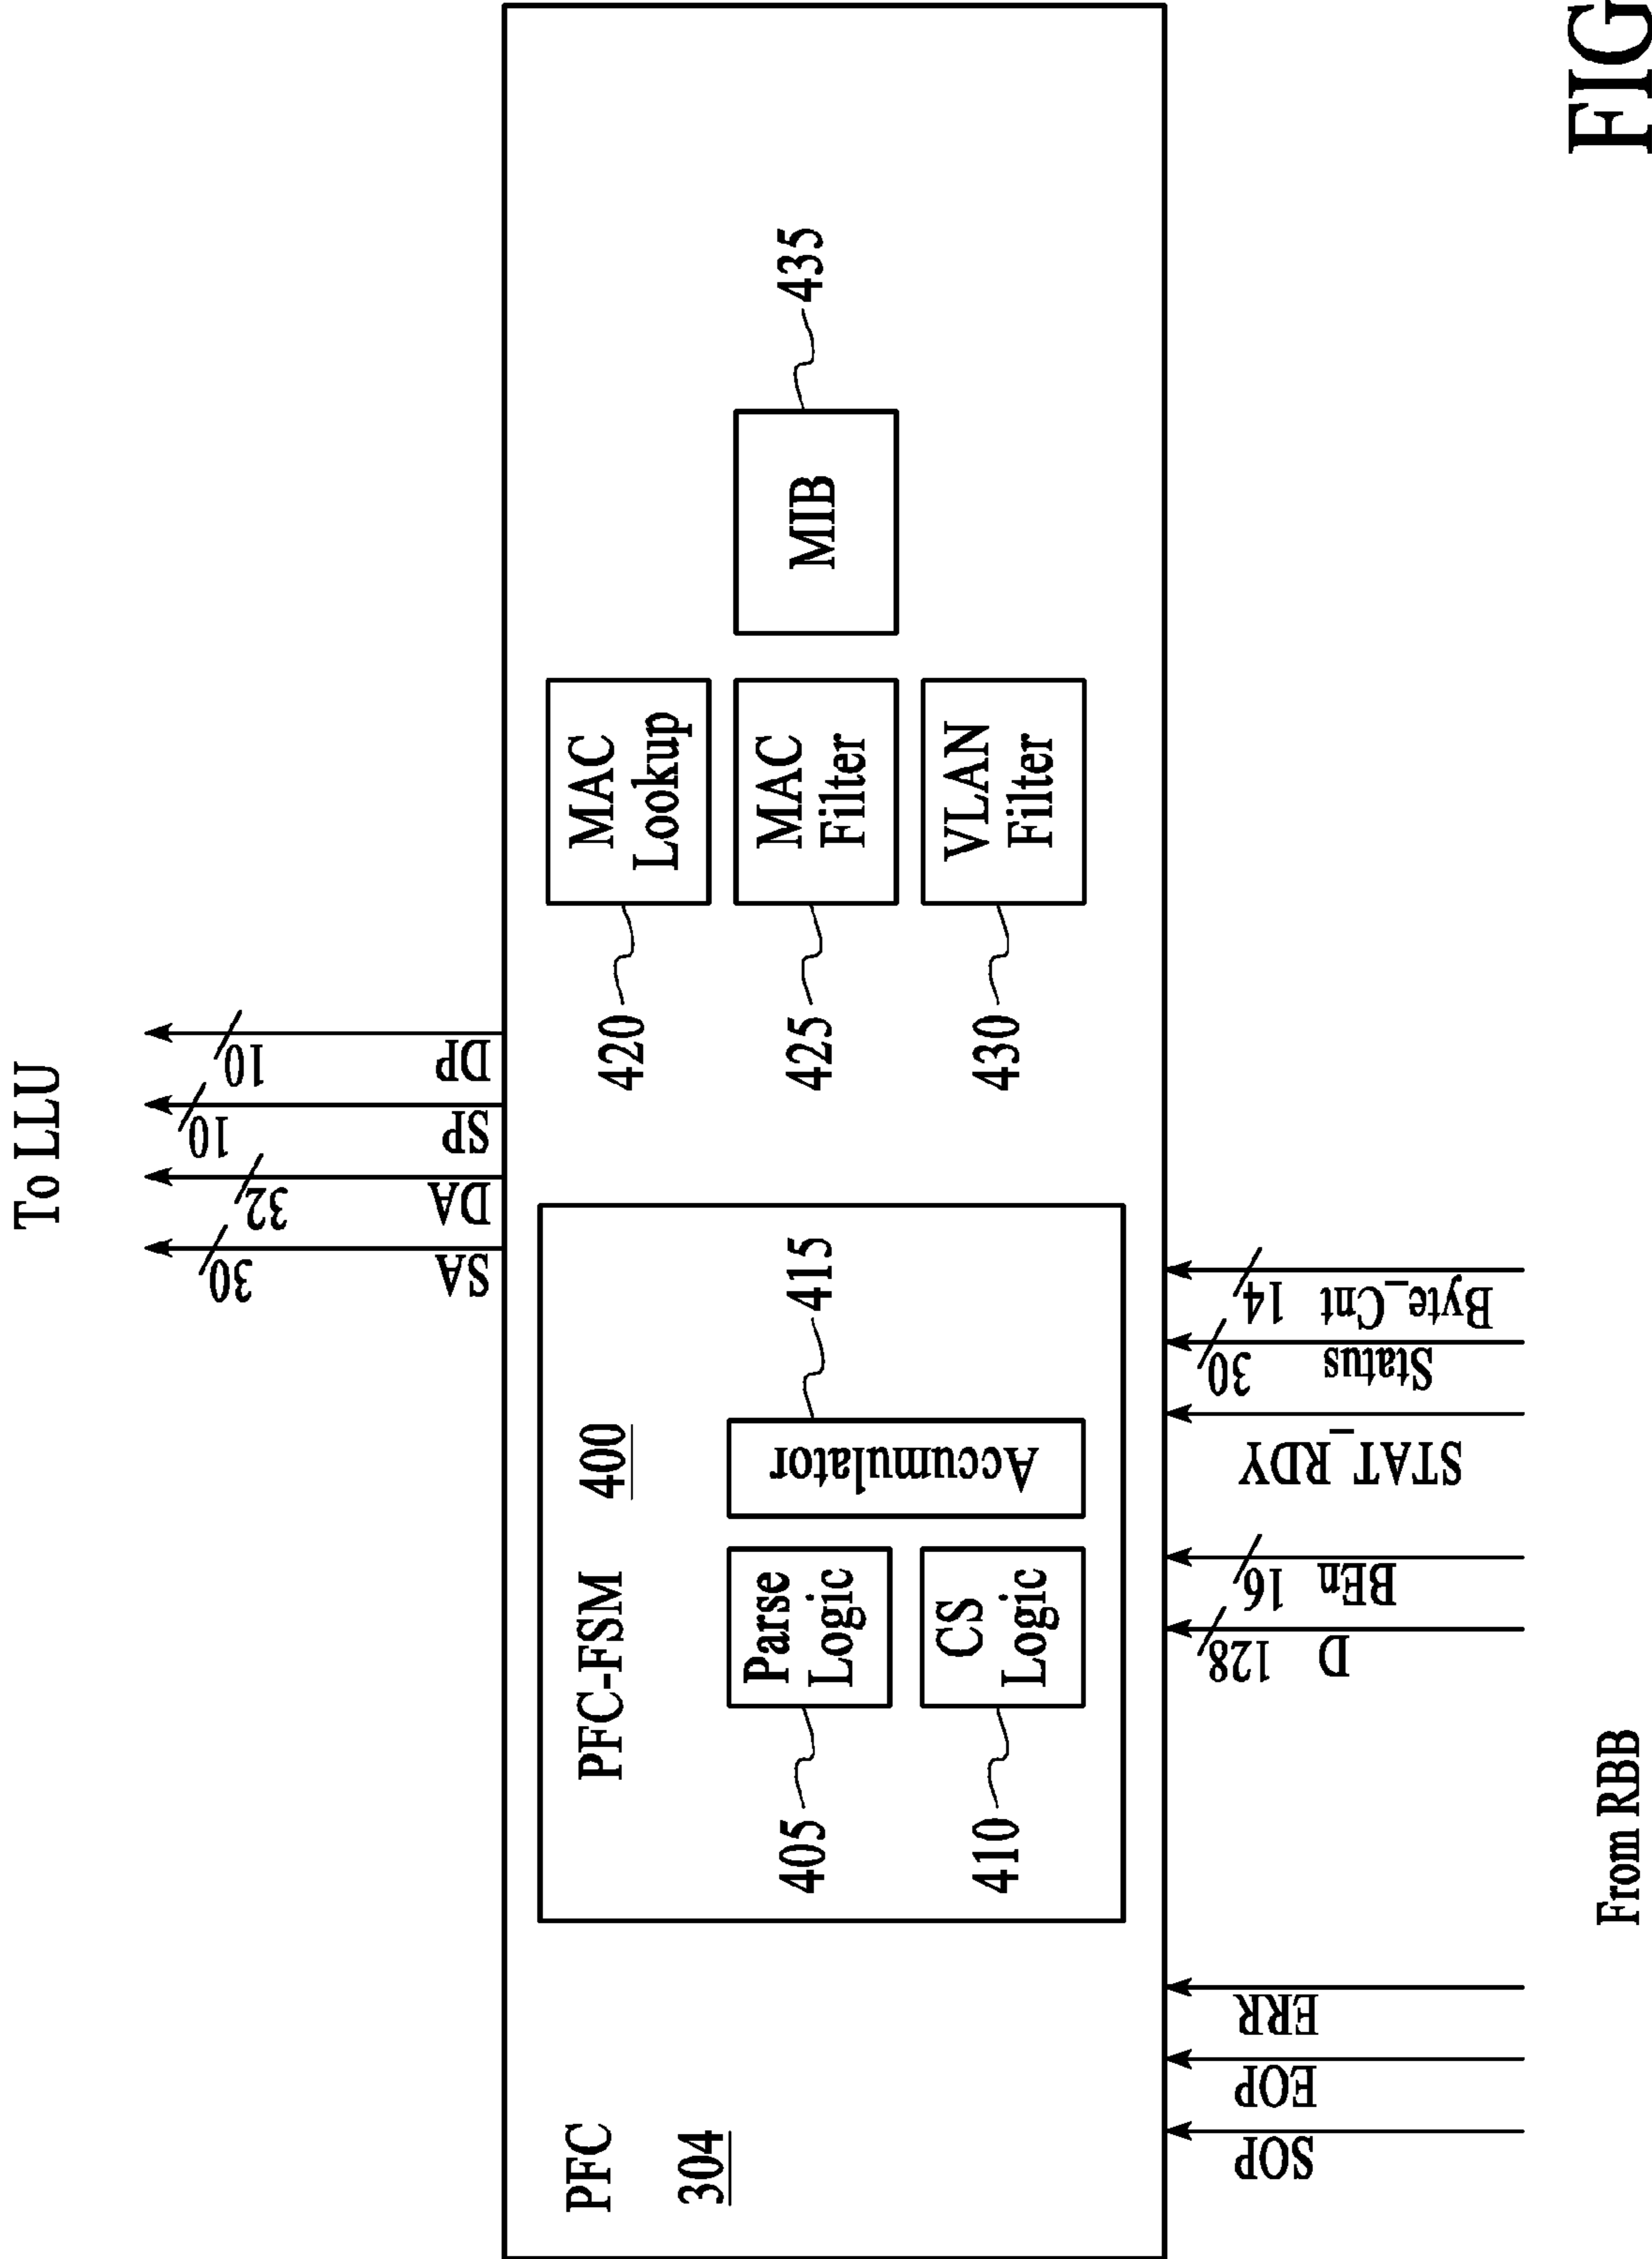 To LLU
SA
30
DA
32
SP
10
DP
10
PFC
304
PFC-FSM
400
Parse
Logic
405
CS
Logic
410
Accumulator
415
MAC
Lookup
420
MAC
Filter
425
VLAN
Filter
430
MIB
435
SOP
EOP
ERR
D
128
BEn
16
STAT_RDY
Status
30
Byte_Cnt
14
From RBB
FIG